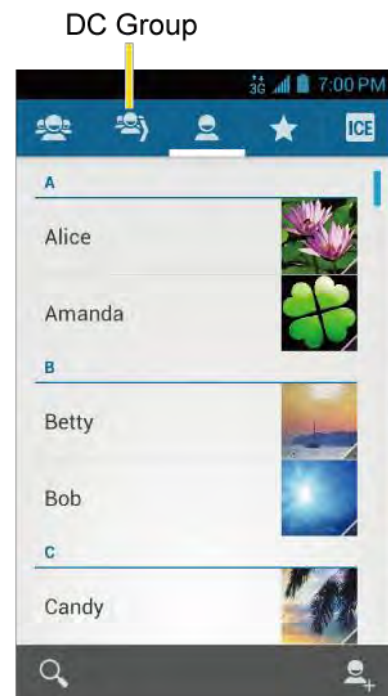 DC Group
3G 7:00 PM
ICE
A
Alice
Amanda
B
Betty
Bob
C
Candy